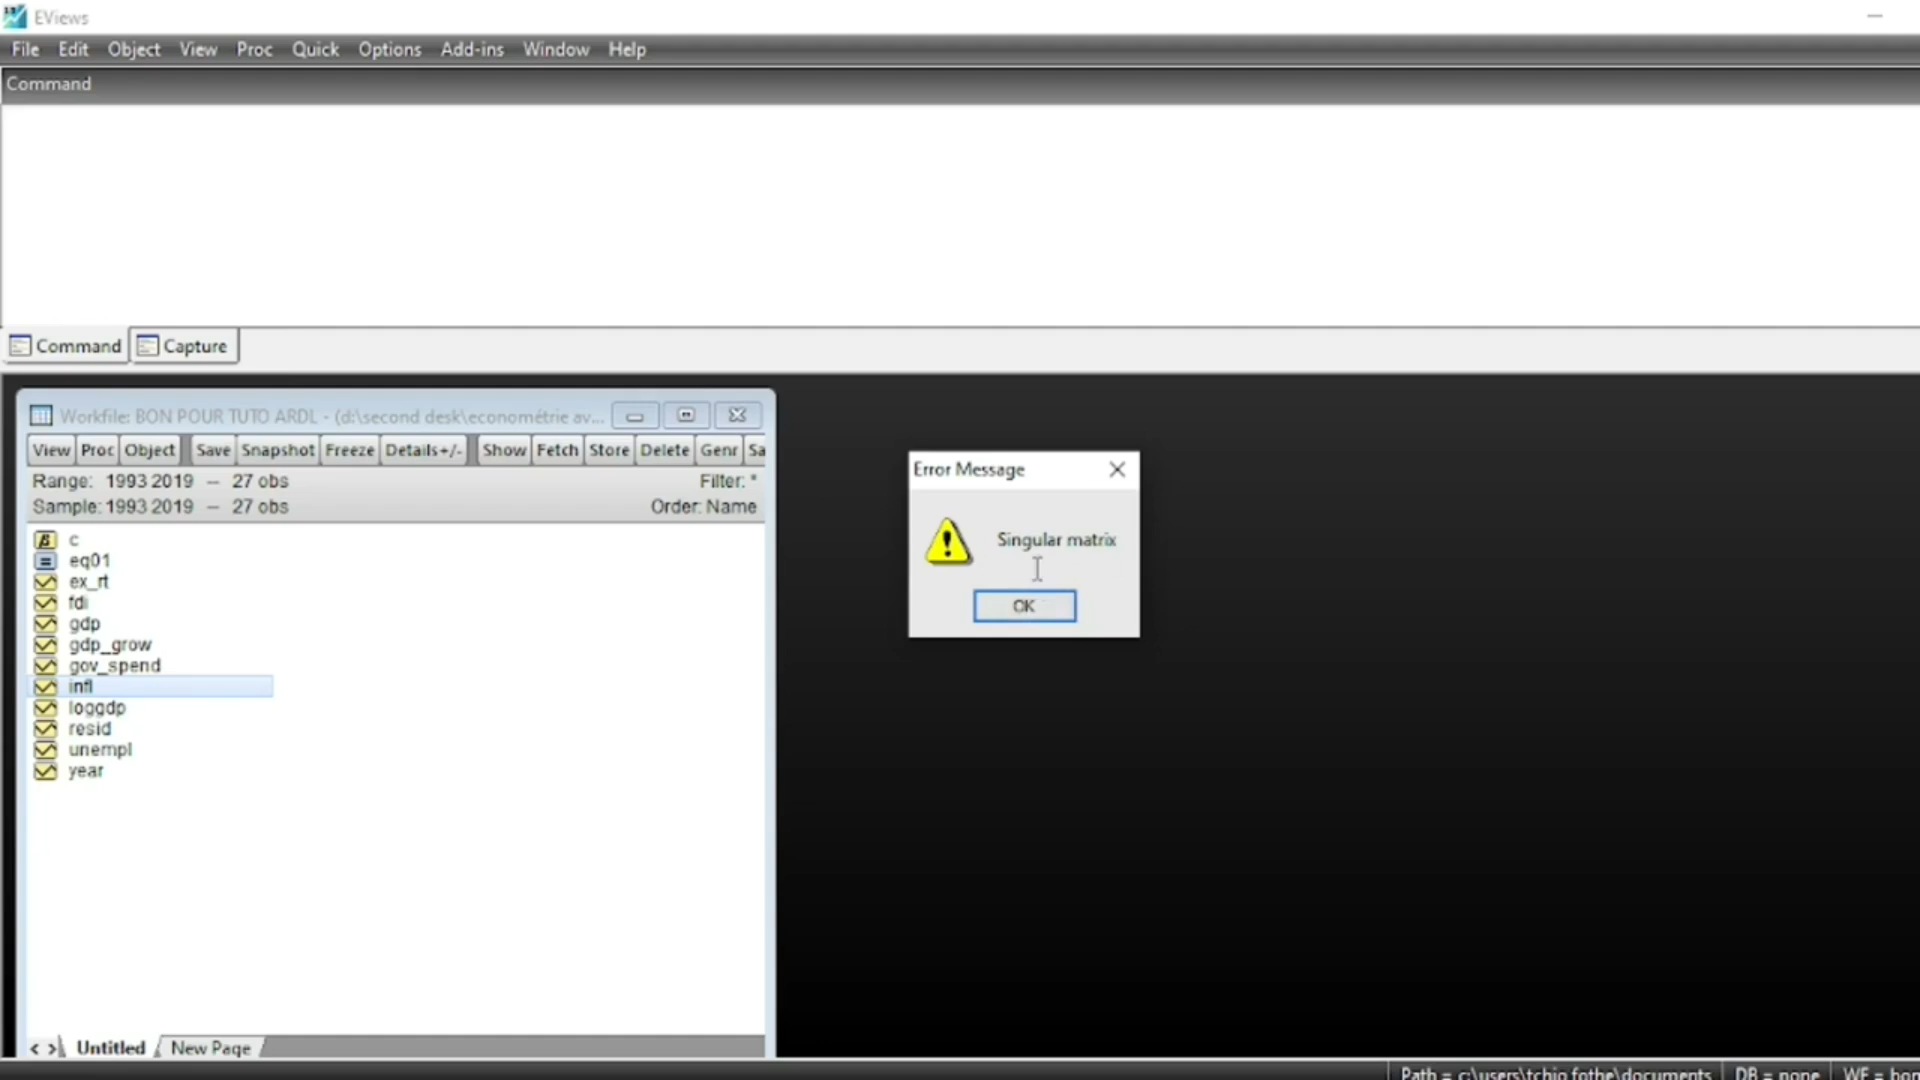 EViews
File Edit Object View Proc Quick Options Add-ins Window Help
Command
Command Capture
Workfile: BON POUR TUTO ARDL - (d:\second desk\econométrie av...
View Proc Object Save Snapshot Freeze Details+/- Show Fetch Store Delete Genr Sa
Range: 1993 2019 -- 27 obs Filter: *
Sample: 1993 2019 -- 27 obs Order: Name
c
eq01
ex_rt
fdi
gdp
gdp_grow
gov_spend
infl
loggdp
resid
unempl
year
Error Message
Singular matrix
OK
< > Untitled New Page
Path = c:\users\tchio fothe\documents DB = none WF = bon